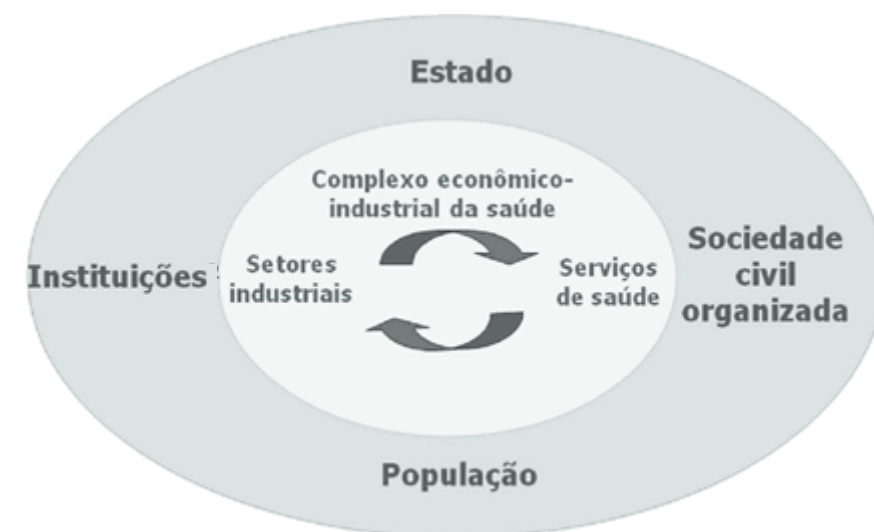 Estado
Complexo econômico-
industrial da saúde
Instituições
Setores
industriais
Serviços
de saúde
Sociedade
civil
organizada
População